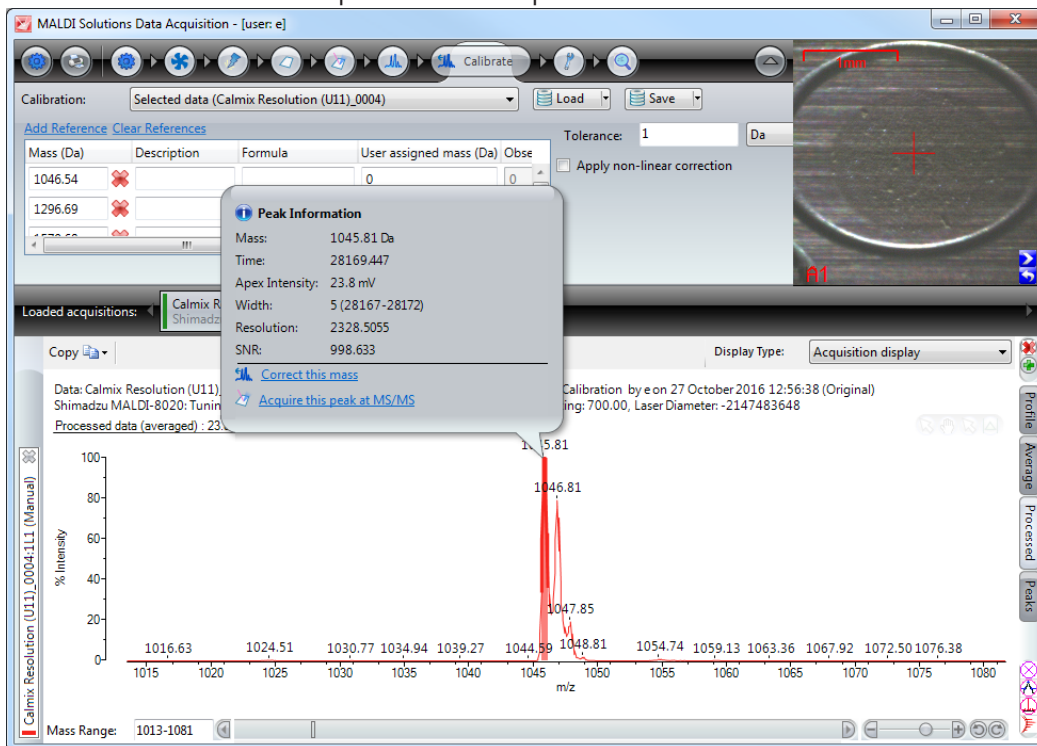 MALDI Solutions Data Acquisition - [user: e]
Calibrate
1mm
Calibration: Selected data (Calmix Resolution (U11)_0004) Load Save
Add Reference Clear References
Tolerance: 1 Da
Mass (Da) Description Formula User assigned mass (Da) Obse
Apply non-linear correction
1046.54 0 0
1296.69
A1
Peak Information
Mass: 1045.81 Da
Time: 28169.447
Apex Intensity: 23.8 mV
Width: 5 (28167-28172)
Resolution: 2328.5055
SNR: 998.633
Correct this mass
Acquire this peak at MS/MS
Loaded acquisitions: Calmix R
Shimadz
Copy Display Type: Acquisition display
Data: Calmix Resolution (U11) Calibration by e on 27 October 2016 12:56:38 (Original)
Shimadzu MALDI-8020: Tunin ing: 700.00, Laser Diameter: -2147483648
Processed data (averaged) : 23.
Profile
Average
Processed
Peaks
Calmix Resolution (U11)_0004:1L1 (Manual)
% Intensity
100
80
60
40
20
0
5.81
1046.81
1047.85
1016.63 1024.51 1030.77 1034.94 1039.27 1044.59 1048.81 1054.74 1059.13 1063.36 1067.92 1072.50 1076.38
1015 1020 1025 1030 1035 1040 1045 1050 1055 1060 1065 1070 1075 1080
m/z
Mass Range: 1013-1081